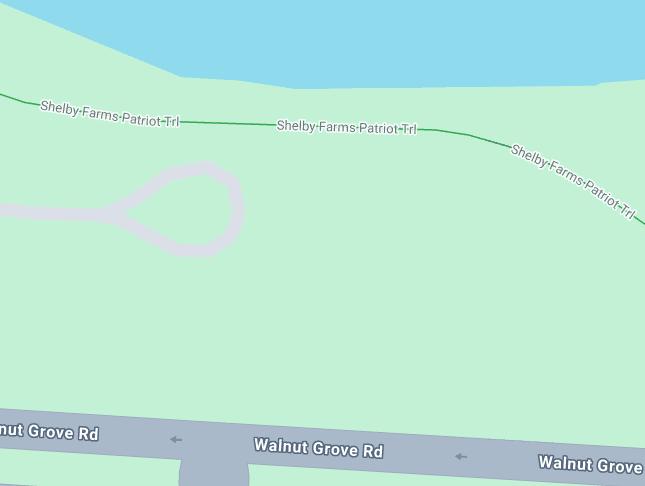 Shelby Farms Patriot Trl
Shelby Farms Patriot Trl
Shelby Farms Patriot Trl
nut Grove Rd
Walnut Grove Rd
Walnut Grove